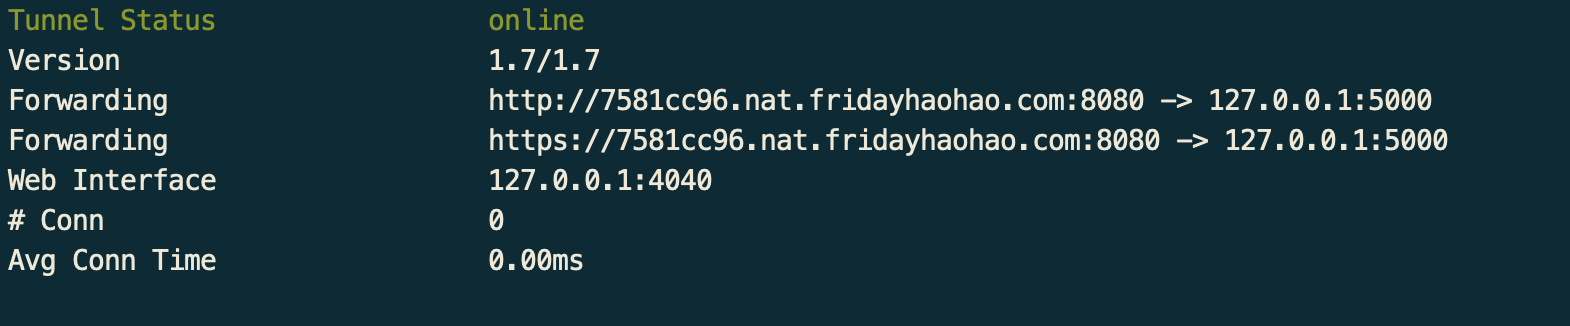 Tunnel Status online
Version 1.7/1.7
Forwarding http://7581cc96.nat.fridayhaohao.com:8080 -> 127.0.0.1:5000
Forwarding https://7581cc96.nat.fridayhaohao.com:8080 -> 127.0.0.1:5000
Web Interface 127.0.0.1:4040
# Conn 0
Avg Conn Time 0.00ms